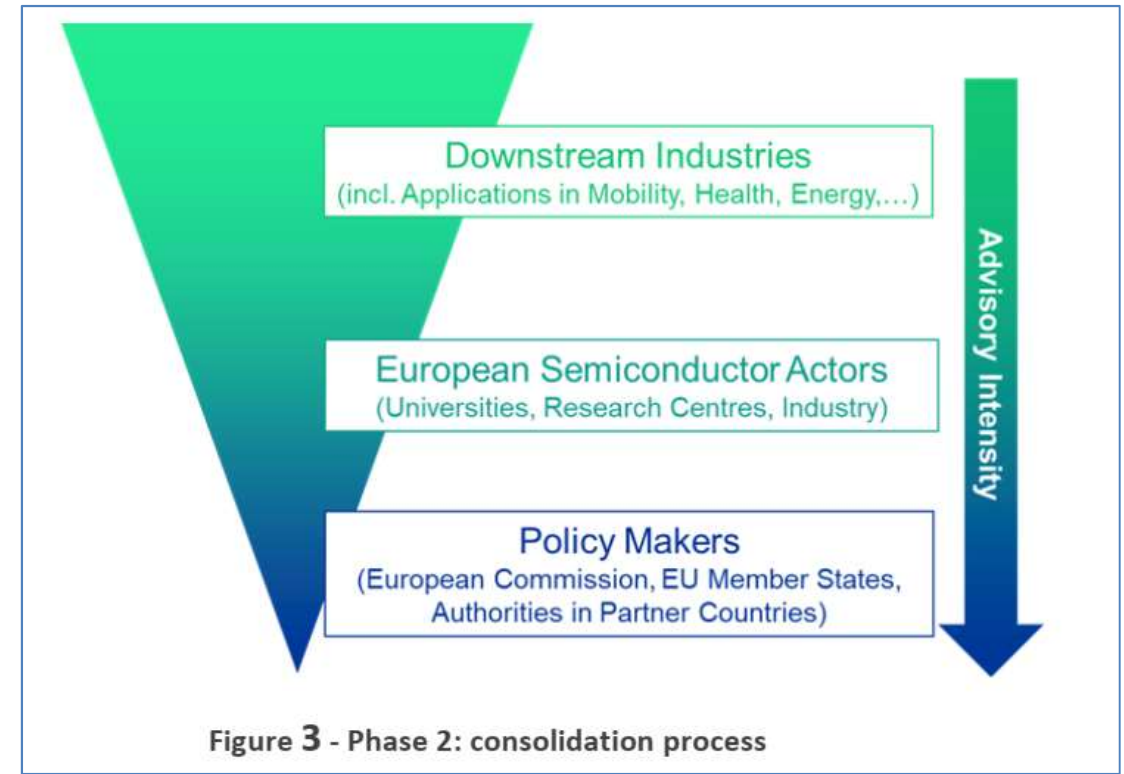 Downstream Industries
(incl. Applications in Mobility, Health, Energy,...)
European Semiconductor Actors
(Universities, Research Centres, Industry)
Policy Makers
(European Commission, EU Member States,
Authorities in Partner Countries)
Advisory Intensity
Figure 3 - Phase 2: consolidation process